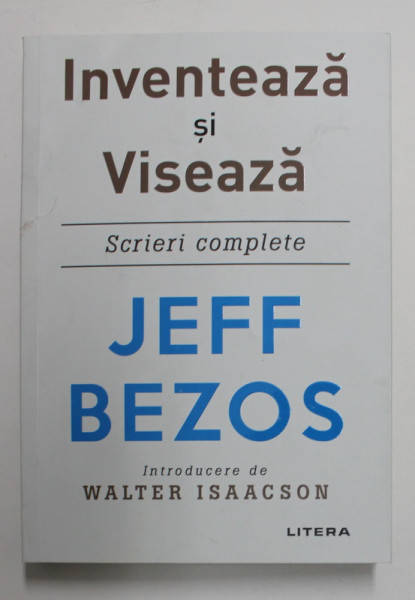 Inventează
și
Visează
Scrieri complete
JEFF
BEZOS
Introducere de
WALTER ISAACSON
LITERA